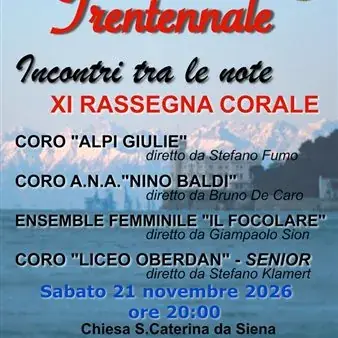 Trentennale
Incontri tra le note
XI RASSEGNA CORALE
CORO "ALPI GIULIE"
diretto da Stefano Fumo
CORO A.N.A."NINO BALDI"
diretto da Bruno De Caro
ENSEMBLE FEMMINILE "IL FOCOLARE"
diretto da Giampaolo Sion
CORO "LICEO OBERDAN" - SENIOR
diretto da Stefano Klamert
Sabato 21 novembre 2026
ore 20:00
Chiesa S.Caterina da Siena